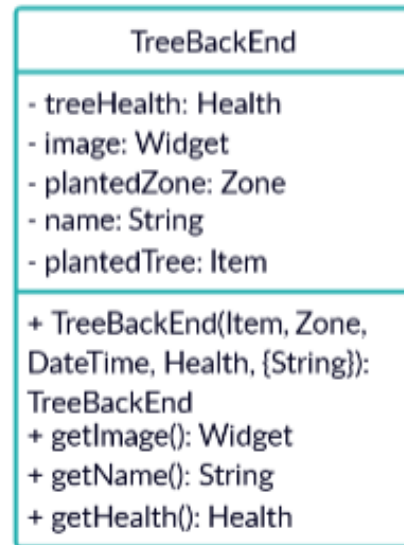 TreeBackEnd
- treeHealth: Health
- image: Widget
- plantedZone: Zone
- name: String
- plantedTree: Item
+ TreeBackEnd(Item, Zone,
DateTime, Health, {String}):
TreeBackEnd
+ getImage(): Widget
+ getName(): String
+ getHealth(): Health